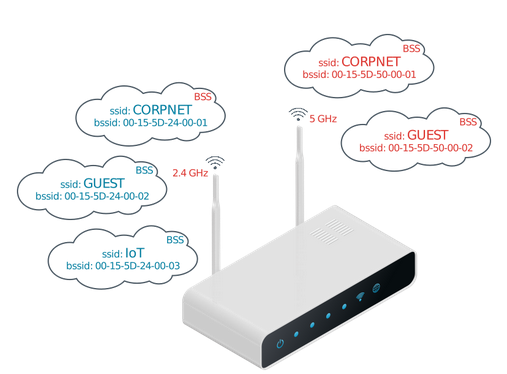 BSS
ssid: CORPNET
bssid: 00-15-5D-50-00-01
BSS
ssid: CORPNET
bssid: 00-15-5D-24-00-01
5 GHz
BSS
ssid: GUEST
bssid: 00-15-5D-50-00-02
2.4 GHz
BSS
ssid: GUEST
bssid: 00-15-5D-24-00-02
BSS
ssid: IoT
bssid: 00-15-5D-24-00-03